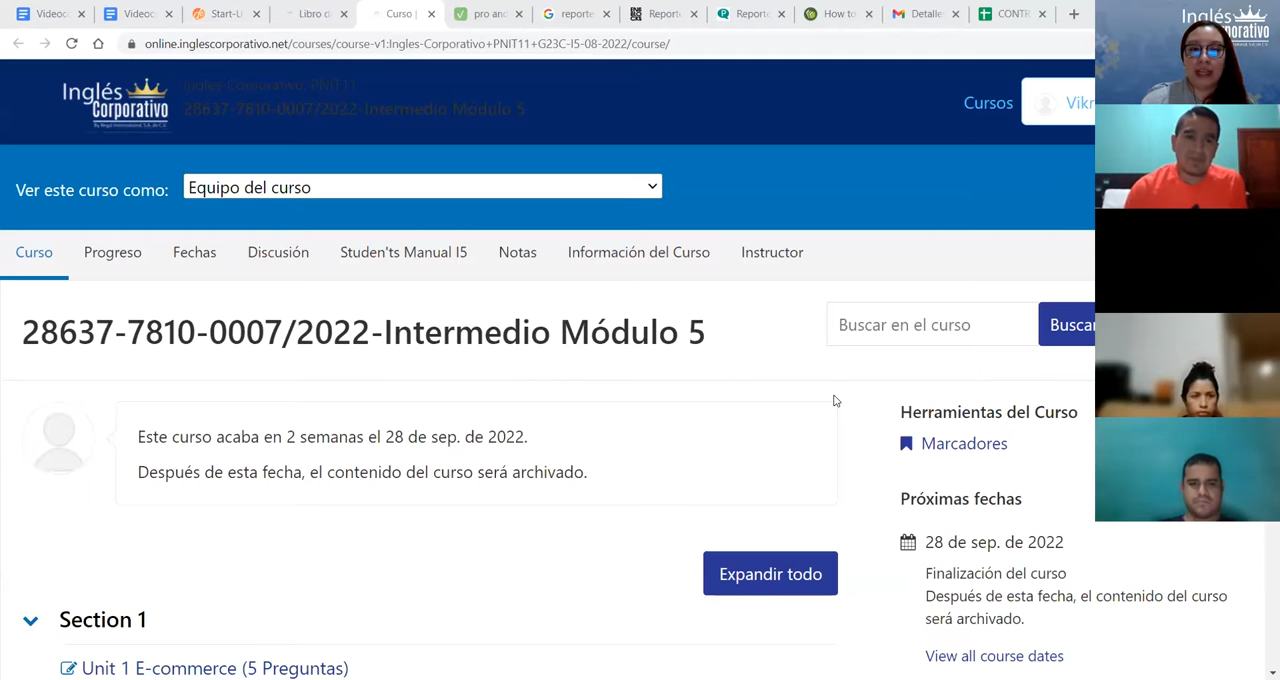 Videoc
Videoc
Start-Li
Libro d
Curso |
pro and
reporte
Report
Reporte
How to
Detalle
CONTR
online.inglescorporativo.net/courses/course-v1:Ingles-Corporativo+PNIT11+G23C-I5-08-2022/course/
Inglés
Corporativo
Ingles-Corporativo: PNIT11
28637-7810-0007/2022-Intermedio Módulo 5
Cursos
Vikr
Inglés
orporativo
Ver este curso como:
Equipo del curso
Curso
Progreso
Fechas
Discusión
Studen'ts Manual I5
Notas
Información del Curso
Instructor
28637-7810-0007/2022-Intermedio Módulo 5
Buscar en el curso
Buscar
Este curso acaba en 2 semanas el 28 de sep. de 2022.
Después de esta fecha, el contenido del curso será archivado.
Herramientas del Curso
Marcadores
Próximas fechas
28 de sep. de 2022
Finalización del curso
Después de esta fecha, el contenido del curso
será archivado.
View all course dates
Expandir todo
Section 1
Unit 1 E-commerce (5 Preguntas)